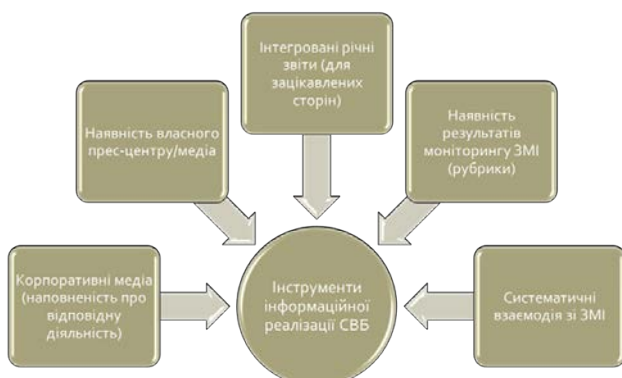 Інтегровані річні
звіти (для
зацікавлених
сторін)
Наявність власного
прес-центру/медіа
Наявність
результатів
моніторингу ЗМІ
(рубрики)
Корпоративні медіа
(наповненість про
відповідну
діяльність)
Інструменти
інформаційної
реалізації СВБ
Систематичні
взаємодія зі ЗМІ